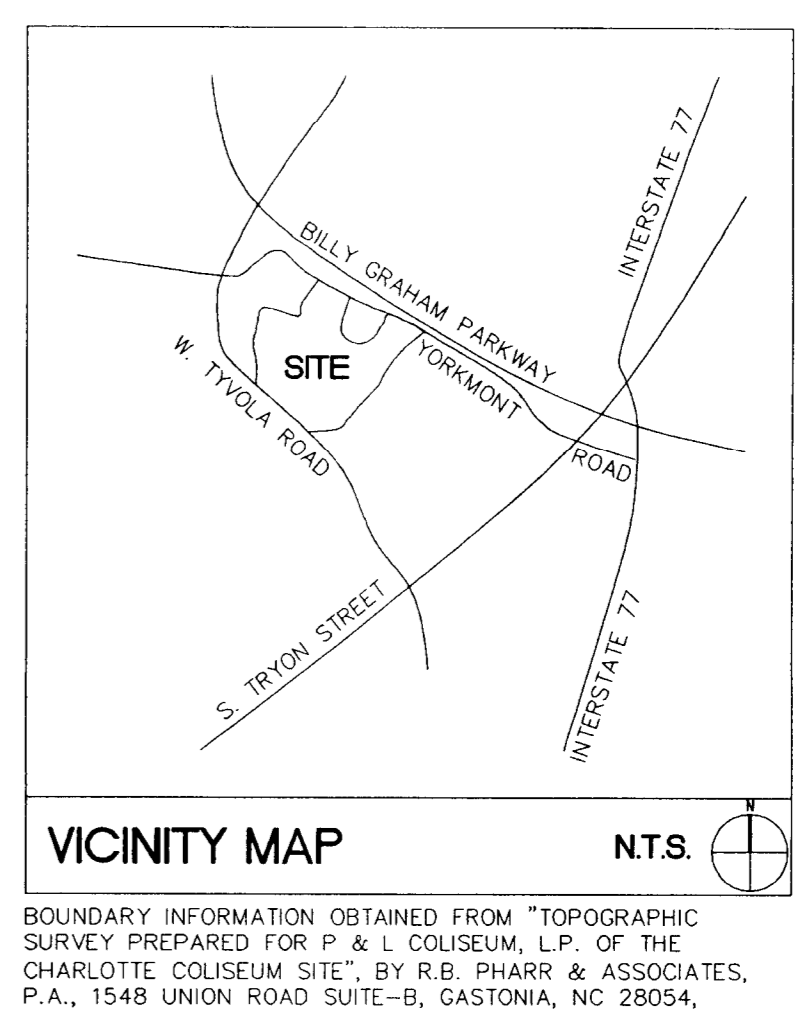 INTERSTATE 77
BILLY GRAHAM PARKWAY
SITE
W. TYVOLA ROAD
YORKMONT
ROAD
S. TRYON STREET
INTERSTATE 77
N
VICINITY MAP
N.T.S.
BOUNDARY INFORMATION OBTAINED FROM "TOPOGRAPHIC
SURVEY PREPARED FOR P & L COLISEUM, L.P. OF THE
CHARLOTTE COLISEUM SITE", BY R.B. PHARR & ASSOCIATES,
P.A., 1548 UNION ROAD SUITE-B, GASTONIA, NC 28054,